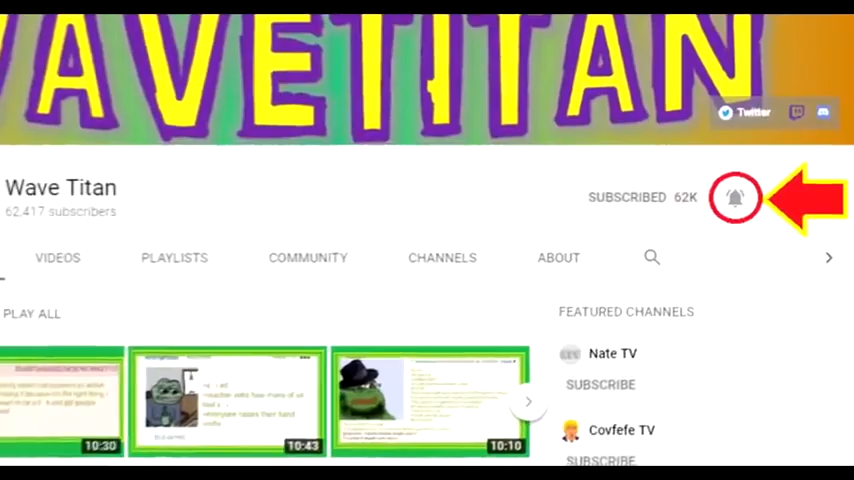 WAVETITAN
Twitter
Wave Titan
62,417 subscribers
SUBSCRIBED 62K
VIDEOS PLAYLISTS COMMUNITY CHANNELS ABOUT
PLAY ALL
FEATURED CHANNELS
Nate TV
SUBSCRIBE
Covfefe TV
SUBSCRIBE
10:30
10:43
10:10